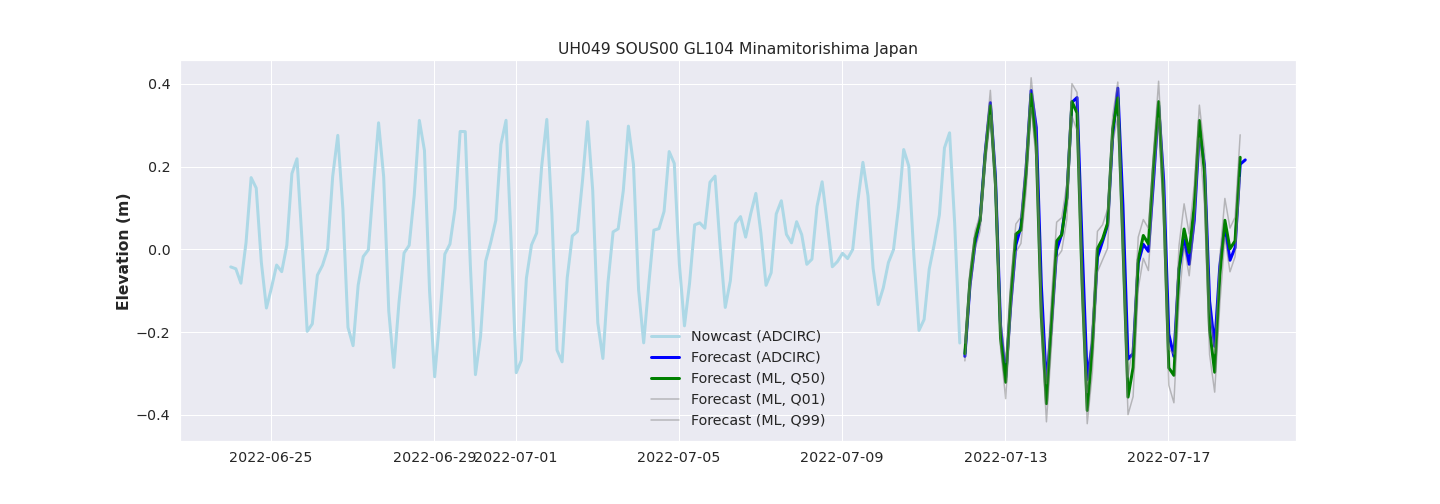 UH049 SOUS00 GL104 Minamitorishima Japan
Elevation (m)
0.4
0.2
0.0
−0.2
−0.4
Nowcast (ADCIRC)
Forecast (ADCIRC)
Forecast (ML, Q50)
Forecast (ML, Q01)
Forecast (ML, Q99)
2022-06-25 2022-06-29 2022-07-01 2022-07-05 2022-07-09 2022-07-13 2022-07-17